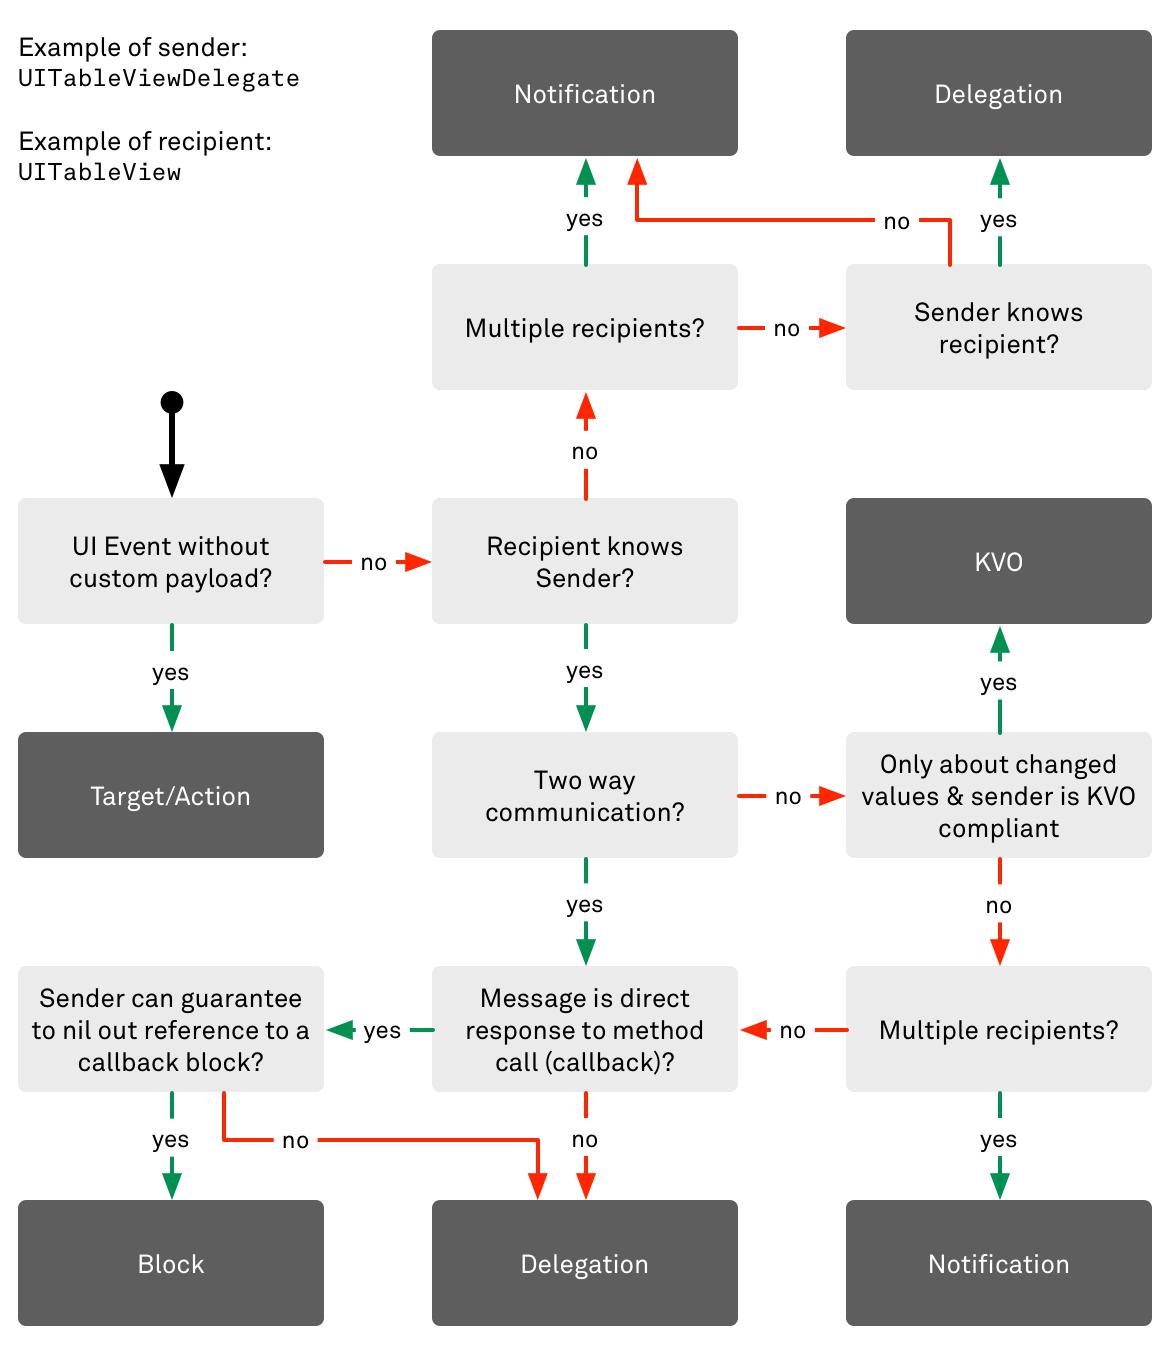 Example of sender:
UITableViewDelegate
Example of recipient:
UITableView
Notification
Delegation
yes
no
yes
Multiple recipients?
no
Sender knows
recipient?
no
UI Event without
custom payload?
no
Recipient knows
Sender?
KVO
yes
yes
yes
Target/Action
Two way
communication?
no
Only about changed
values & sender is KVO
compliant
yes
no
Sender can guarantee
to nil out reference to a
callback block?
yes
Message is direct
response to method
call (callback)?
no
Multiple recipients?
yes
no
no
yes
Block
Delegation
Notification